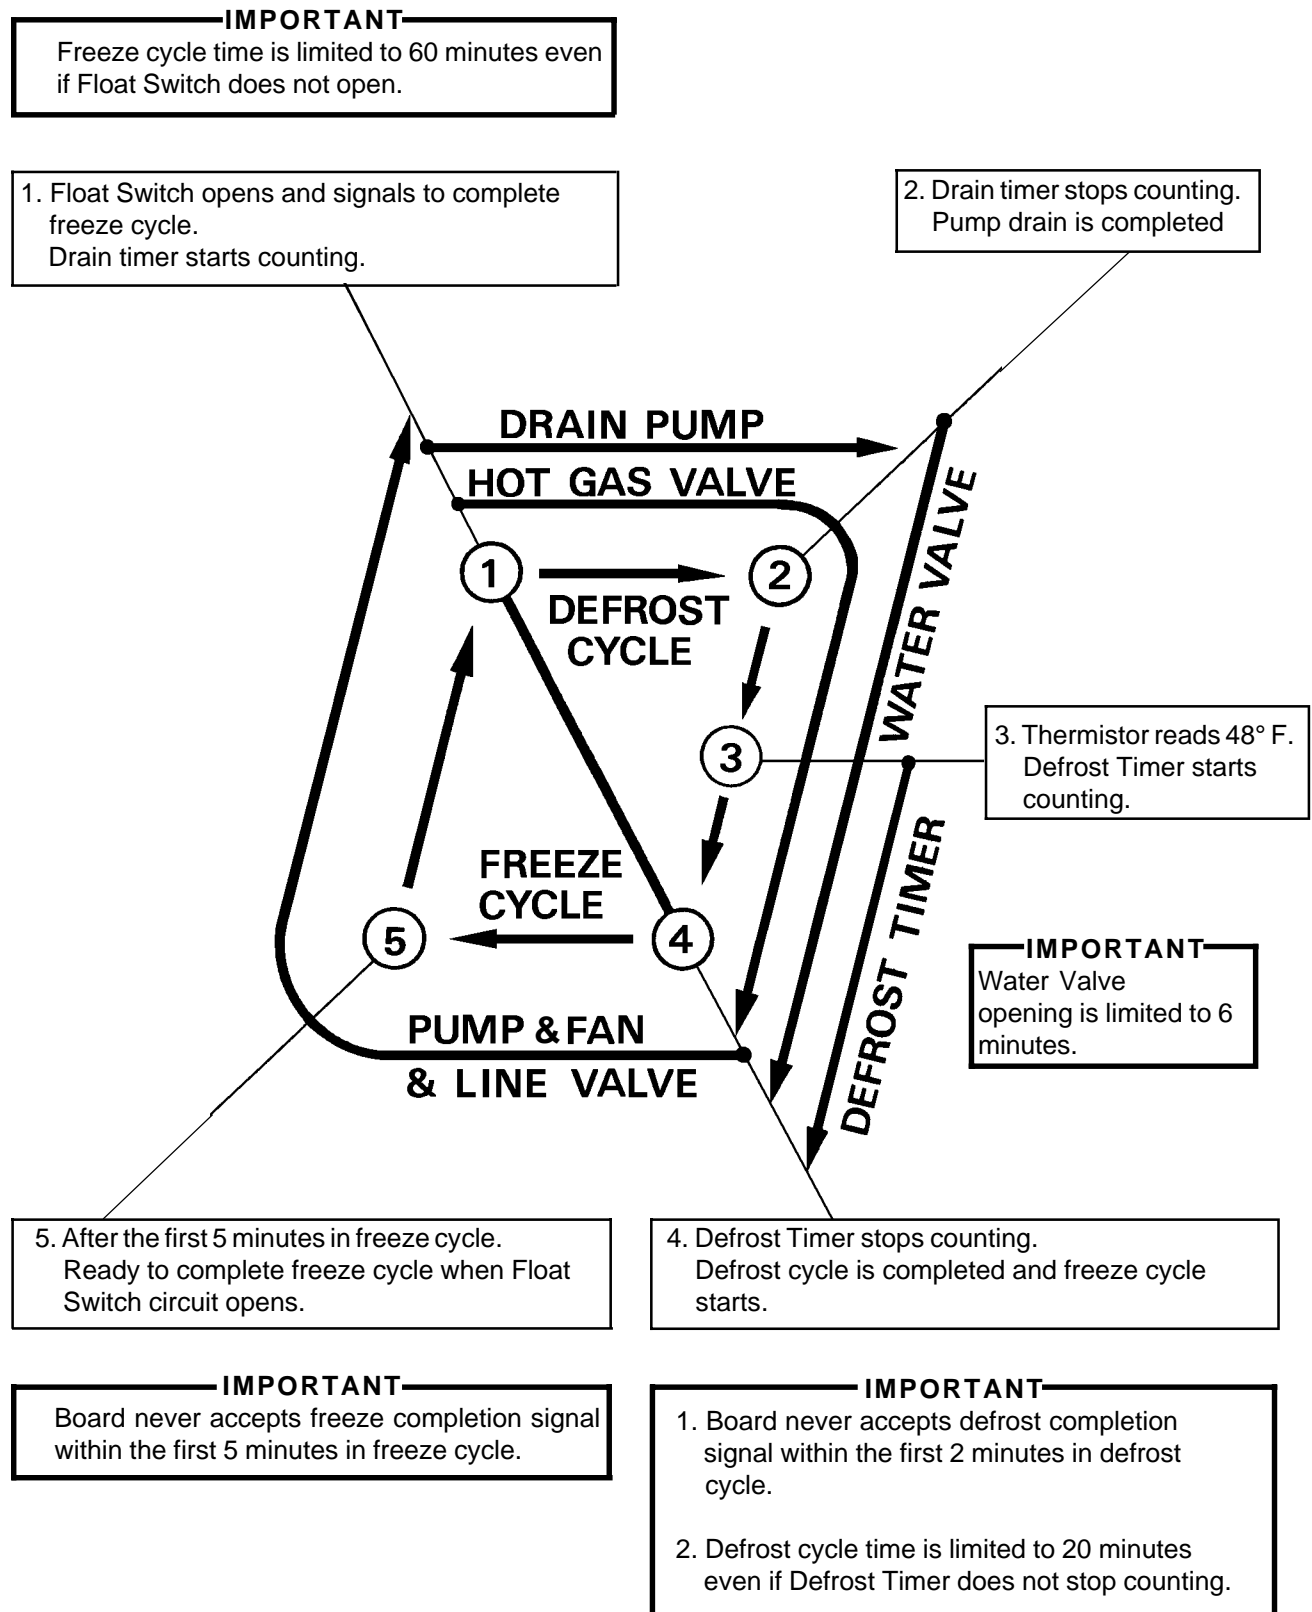 IMPORTANT
Freeze cycle time is limited to 60 minutes even
if Float Switch does not open.
1. Float Switch opens and signals to complete
freeze cycle.
Drain timer starts counting.
2. Drain timer stops counting.
Pump drain is completed
DRAIN PUMP
HOT GAS VALVE
WATER VALVE
1
2
DEFROST
CYCLE
3
3. Thermistor reads 48° F.
Defrost Timer starts
counting.
DEFROST TIMER
FREEZE
CYCLE
5
4
IMPORTANT
Water Valve
opening is limited to 6
minutes.
PUMP & FAN
& LINE VALVE
5. After the first 5 minutes in freeze cycle.
Ready to complete freeze cycle when Float
Switch circuit opens.
4. Defrost Timer stops counting.
Defrost cycle is completed and freeze cycle
starts.
IMPORTANT
Board never accepts freeze completion signal
within the first 5 minutes in freeze cycle.
IMPORTANT
1. Board never accepts defrost completion
signal within the first 2 minutes in defrost
cycle.
2. Defrost cycle time is limited to 20 minutes
even if Defrost Timer does not stop counting.